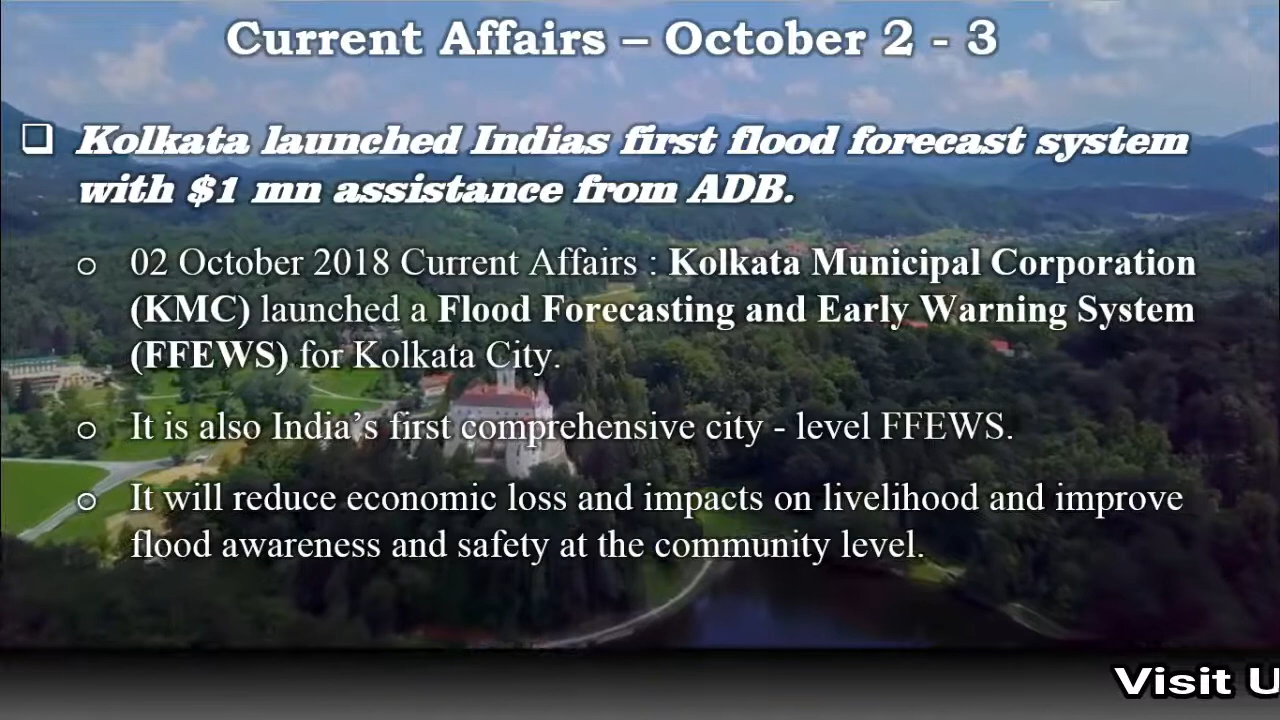 Current Affairs – October 2 - 3
❑ Kolkata launched Indias first flood forecast system
with $1 mn assistance from ADB.
o 02 October 2018 Current Affairs : Kolkata Municipal Corporation
(KMC) launched a Flood Forecasting and Early Warning System
(FFEWS) for Kolkata City.
o It is also India’s first comprehensive city - level FFEWS.
o It will reduce economic loss and impacts on livelihood and improve
flood awareness and safety at the community level.
Visit U